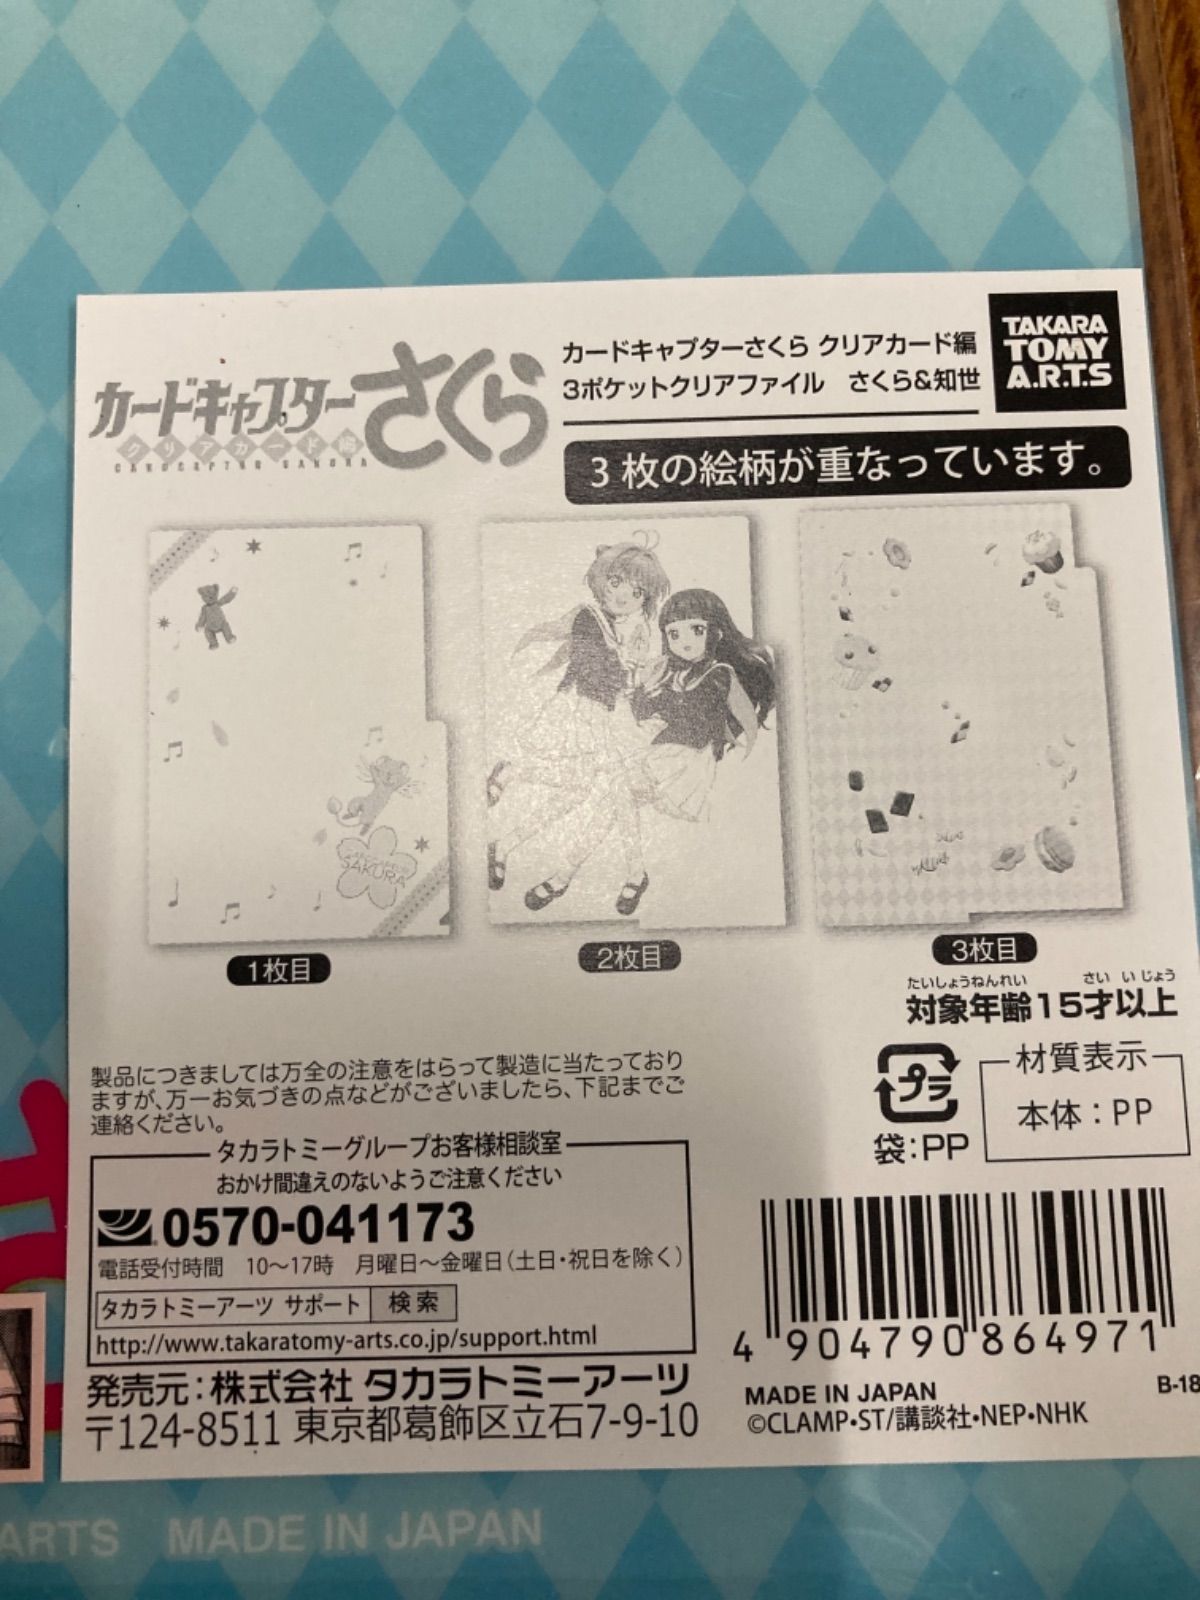 カードキャプターさくら
クリアカード編
CARDCAPTOR SAKURA
カードキャプターさくら クリアカード編
3ポケットクリアファイル さくら&知世
TAKARA
TOMY
A.R.T.S
3枚の絵柄が重なっています。
SAKURA
1枚目
2枚目
3枚目
たいしょうねんれい さい いじょう
対象年齢15才以上
製品につきましては万全の注意をはらって製造に当たっており
ますが、万一お気づきの点などがございましたら、下記までご
連絡ください。
プラ
袋:PP
材質表示
本体:PP
タカラトミーグループお客様相談室
おかけ間違えのないようご注意ください
0570-041173
電話受付時間 10〜17時 月曜日〜金曜日(土日・祝日を除く)
タカラトミーアーツ サポート 検索
http://www.takaratomy-arts.co.jp/support.html
発売元:株式会社 タカラトミーアーツ
〒124-8511 東京都葛飾区立石7-9-10
4 904790 864971
MADE IN JAPAN
B-18
©CLAMP・ST/講談社・NEP・NHK
ARTS MADE IN JAPAN